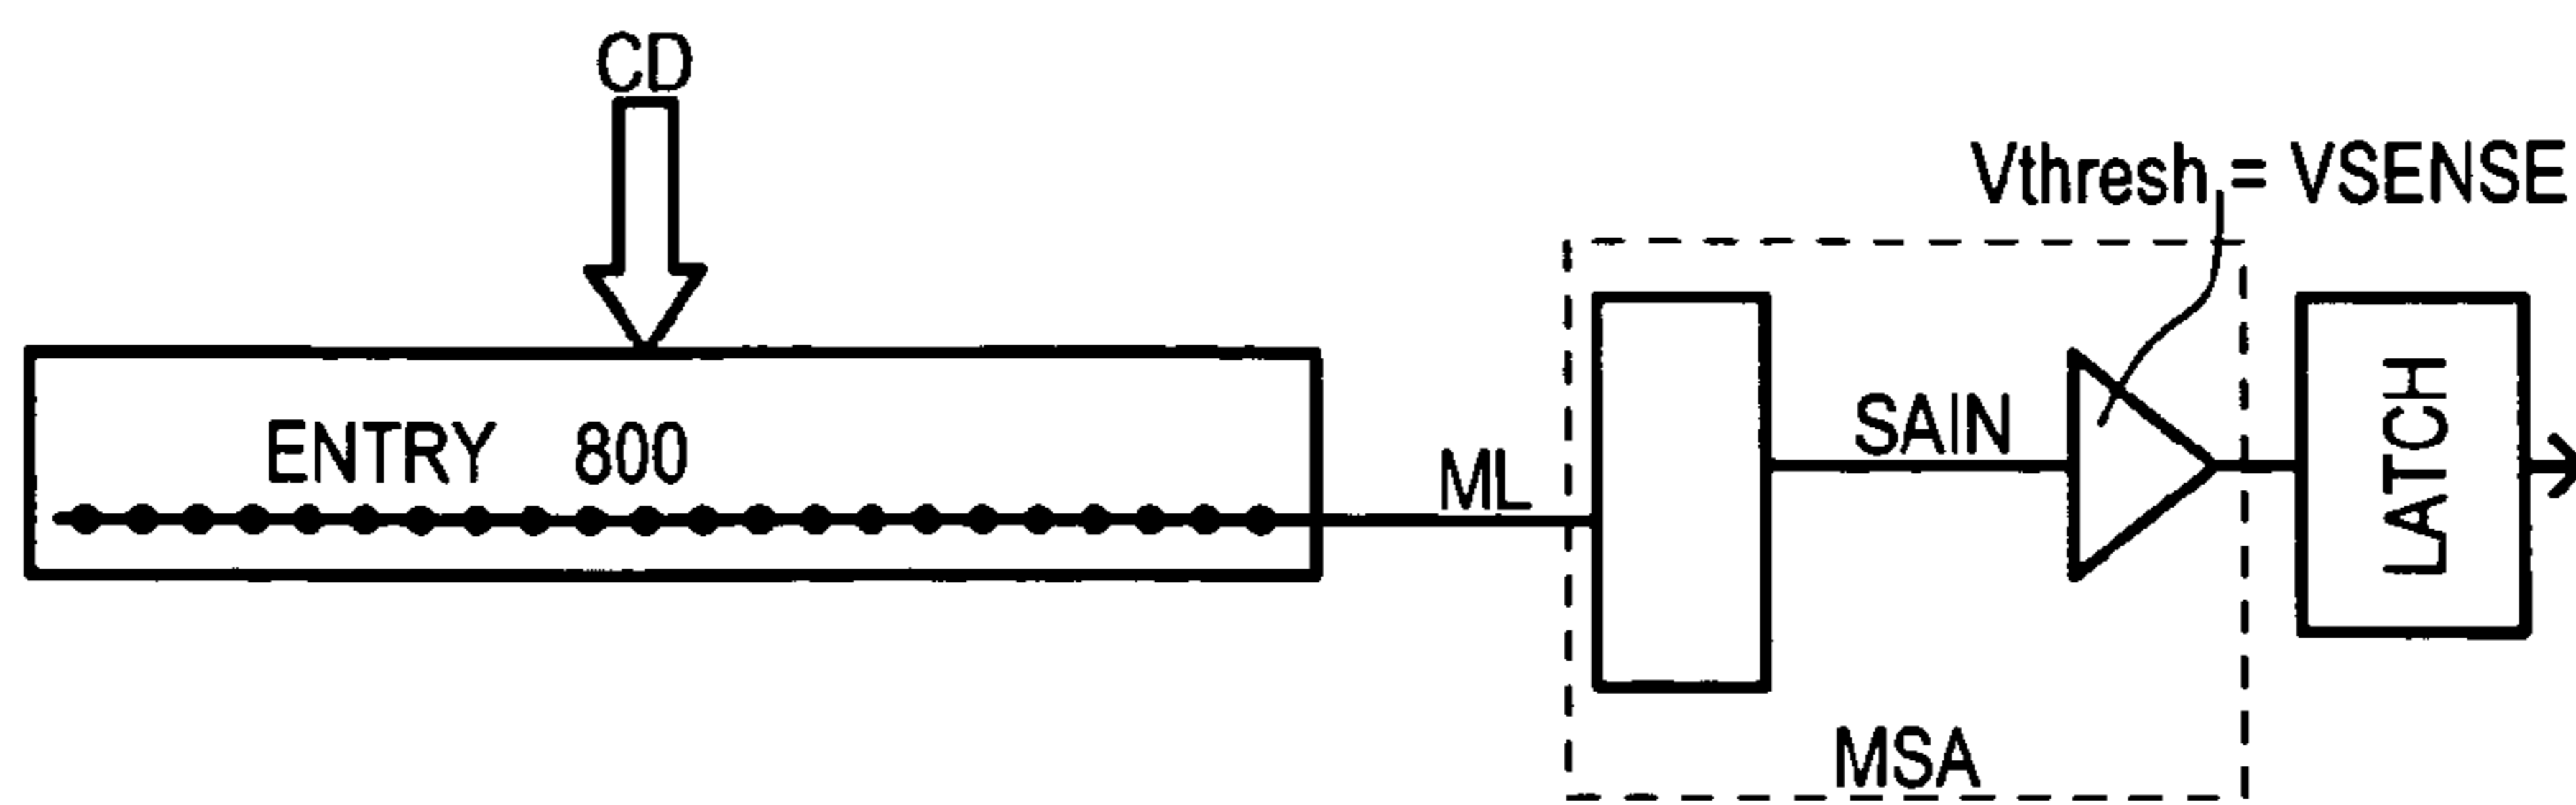 CD
Vthresh = VSENSE
ENTRY 800
ML
SAIN
LATCH
MSA